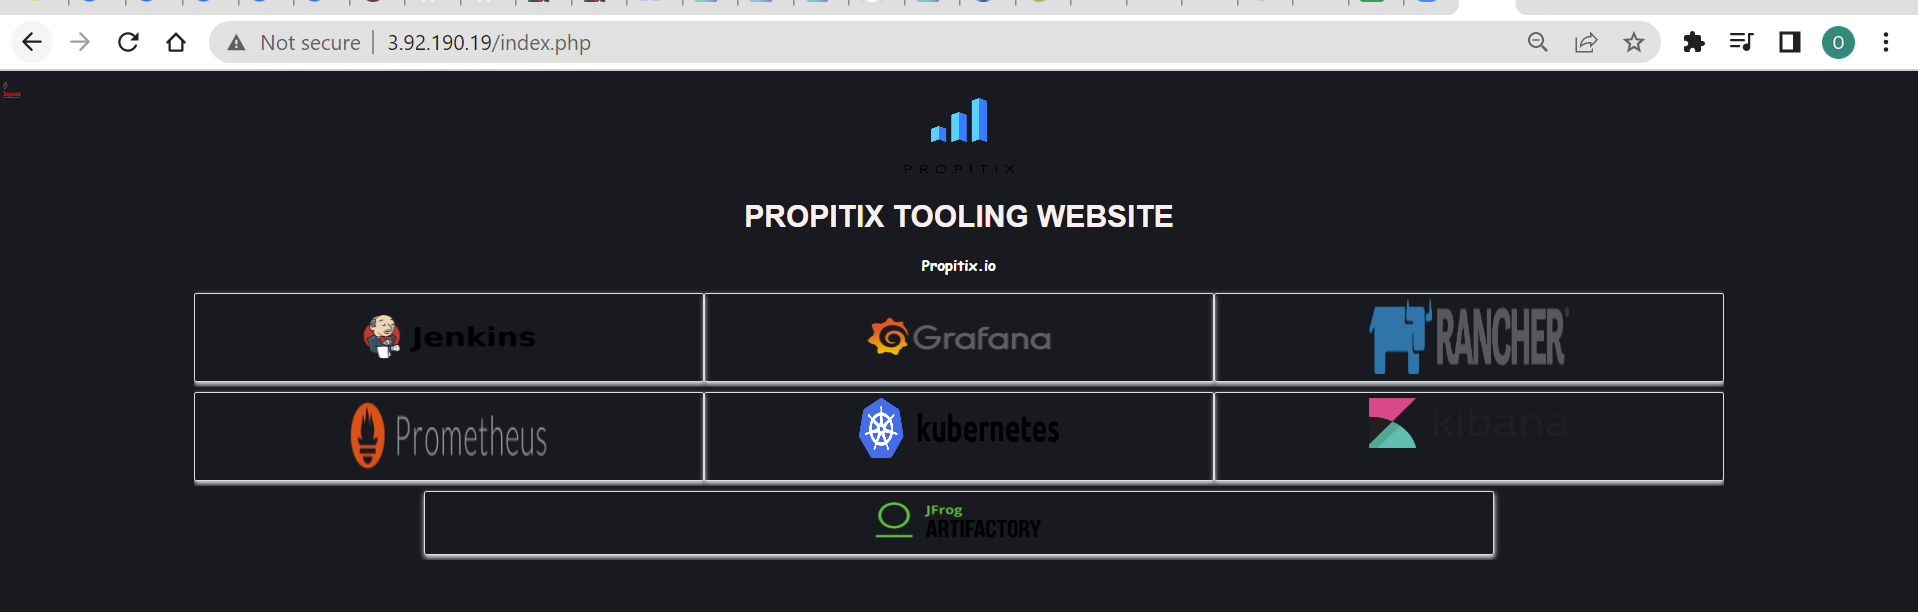 Not secure 3.92.190.19/index.php O
logout
PROPITIX
PROPITIX TOOLING WEBSITE
Propitix.io
Jenkins Grafana RANCHER®
Prometheus kubernetes kibana
JFrog
ARTIFACTORY